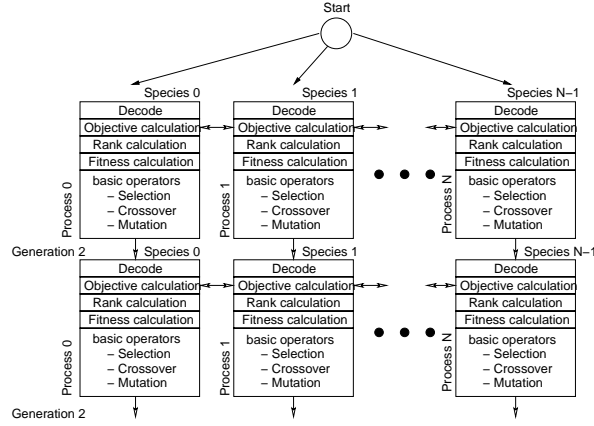 Start
Species 0
Species 1
Species N−1
Decode
Decode
Decode
Objective calculation
Objective calculation
Objective calculation
Rank calculation
Rank calculation
Rank calculation
Fitness calculation
Fitness calculation
Fitness calculation
Process 0
basic operators
− Selection
− Crossover
− Mutation
Process 1
basic operators
− Selection
− Crossover
− Mutation
Process N
basic operators
− Selection
− Crossover
− Mutation
Generation 2
Species 0
Species 1
Species N−1
Decode
Decode
Decode
Objective calculation
Objective calculation
Objective calculation
Rank calculation
Rank calculation
Rank calculation
Fitness calculation
Fitness calculation
Fitness calculation
Process 0
basic operators
− Selection
− Crossover
− Mutation
Process 1
basic operators
− Selection
− Crossover
− Mutation
Process N
basic operators
− Selection
− Crossover
− Mutation
Generation 2